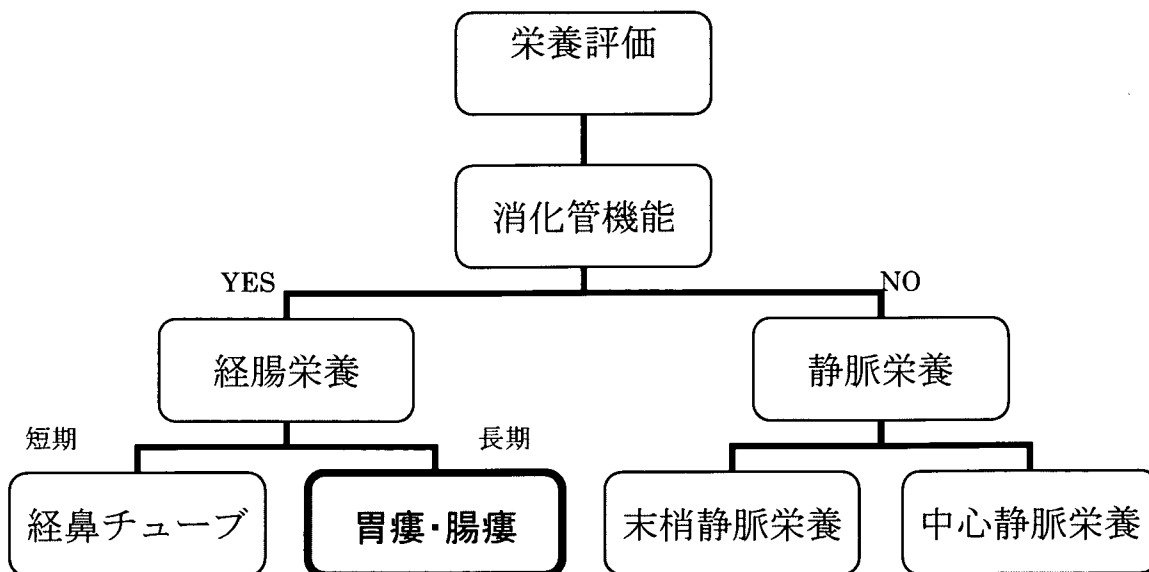 栄養評価
消化管機能
YES
NO
経腸栄養
静脈栄養
短期
長期
経鼻チューブ
胃瘻・腸瘻
末梢静脈栄養
中心静脈栄養